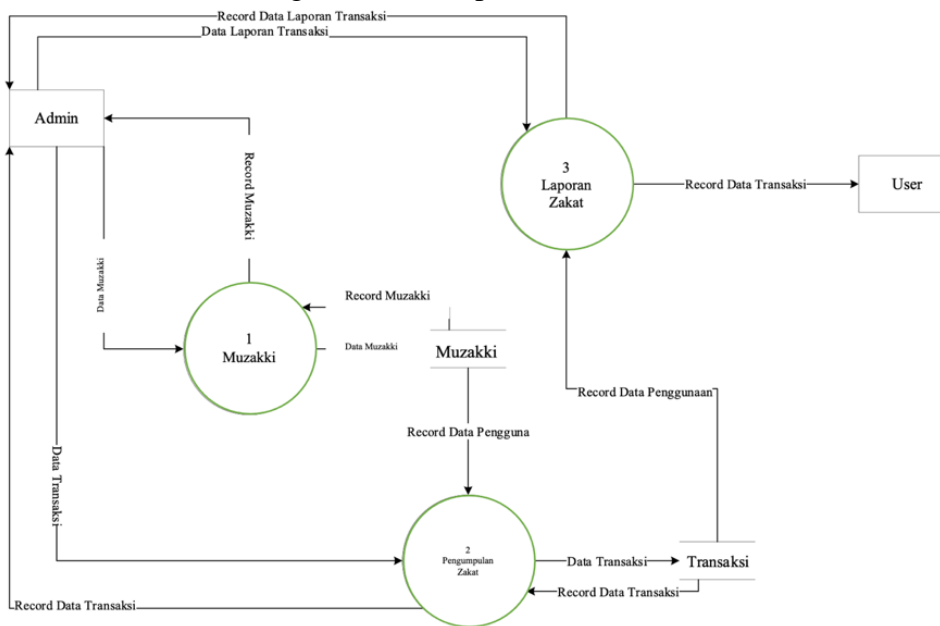 Record Data Laporan Transaksi
Data Laporan Transaksi
Admin
3
Laporan
Zakat
Record Data Transaksi
User
Record Muzakki
Data Muzakki
Record Muzakki
1
Muzakki
Data Muzakki
Muzakki
Record Data Penggunaan
Record Data Pengguna
Data Transaksi
2
Pengumpulan
Zakat
Data Transaksi
Transaksi
Record Data Transaksi
Record Data Transaksi